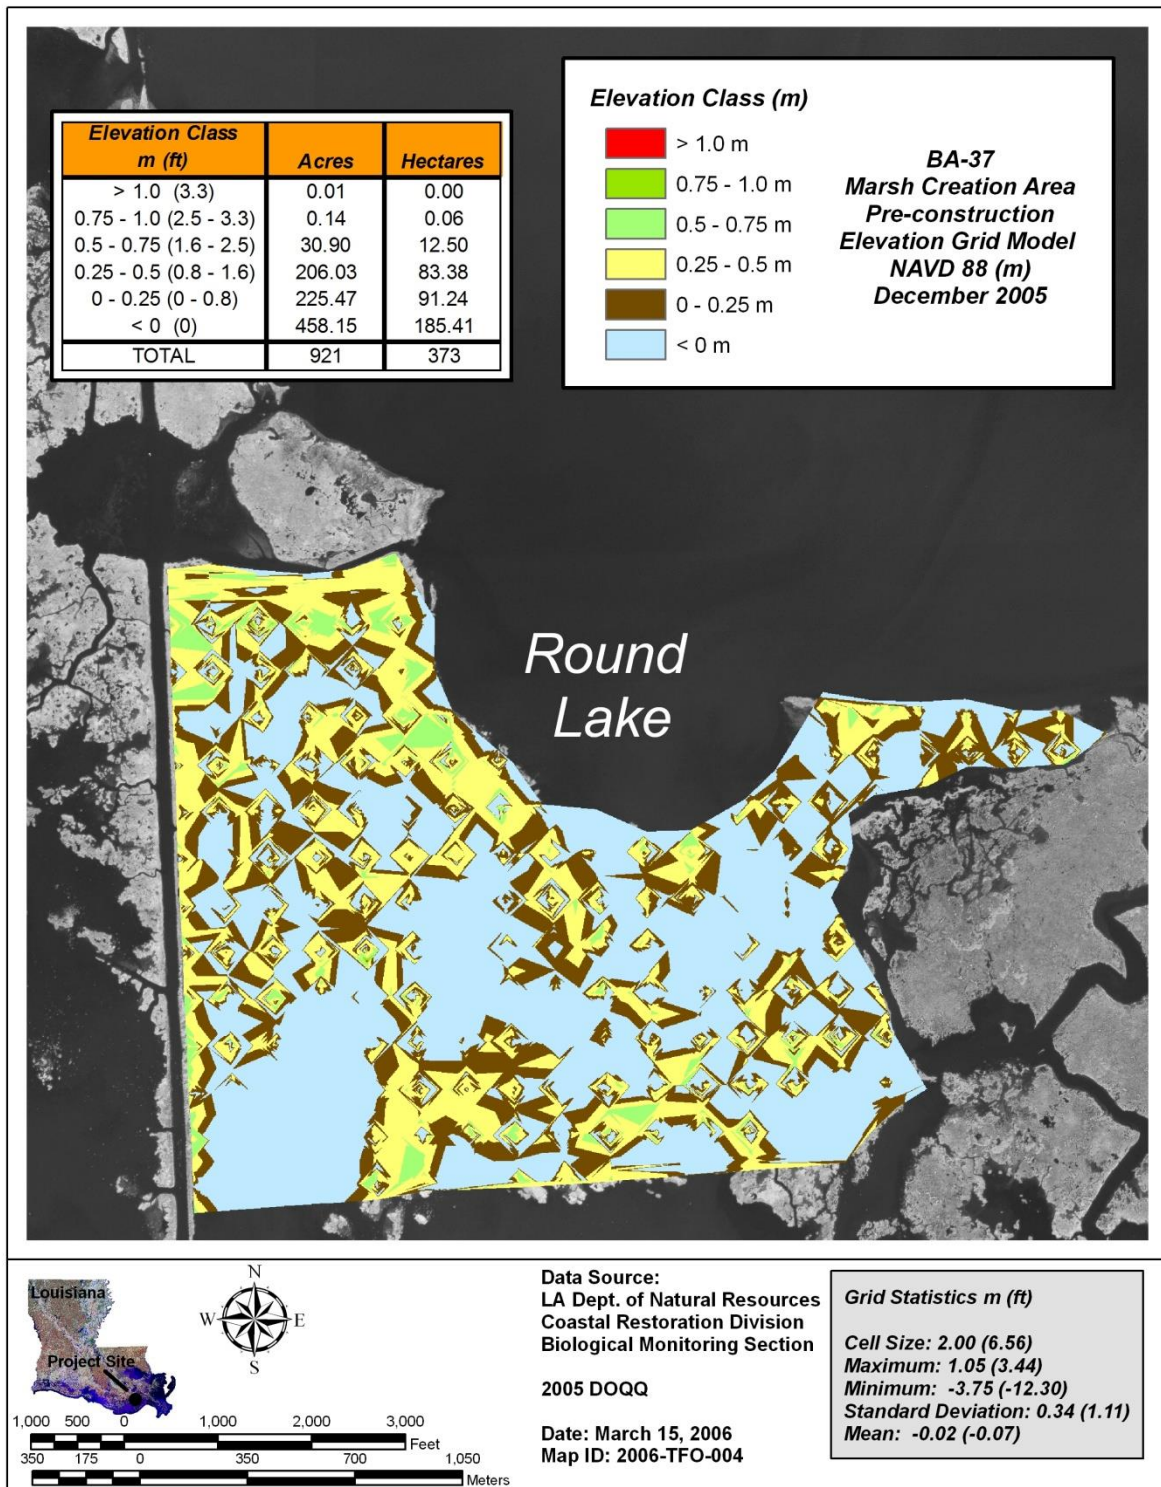 Elevation Class
m (ft) Acres Hectares
> 1.0 (3.3) 0.01 0.00
0.75 - 1.0 (2.5 - 3.3) 0.14 0.06
0.5 - 0.75 (1.6 - 2.5) 30.90 12.50
0.25 - 0.5 (0.8 - 1.6) 206.03 83.38
0 - 0.25 (0 - 0.8) 225.47 91.24
< 0 (0) 458.15 185.41
TOTAL 921 373
Elevation Class (m)
> 1.0 m
0.75 - 1.0 m
0.5 - 0.75 m
0.25 - 0.5 m
0 - 0.25 m
< 0 m
BA-37
Marsh Creation Area
Pre-construction
Elevation Grid Model
NAVD 88 (m)
December 2005
Round
Lake
Louisiana
Project Site
N
W E
S
1,000 500 0 1,000 2,000 3,000
Feet
350 175 0 350 700 1,050
Meters
Data Source:
LA Dept. of Natural Resources
Coastal Restoration Division
Biological Monitoring Section
2005 DOQQ
Date: March 15, 2006
Map ID: 2006-TFO-004
Grid Statistics m (ft)
Cell Size: 2.00 (6.56)
Maximum: 1.05 (3.44)
Minimum: -3.75 (-12.30)
Standard Deviation: 0.34 (1.11)
Mean: -0.02 (-0.07)